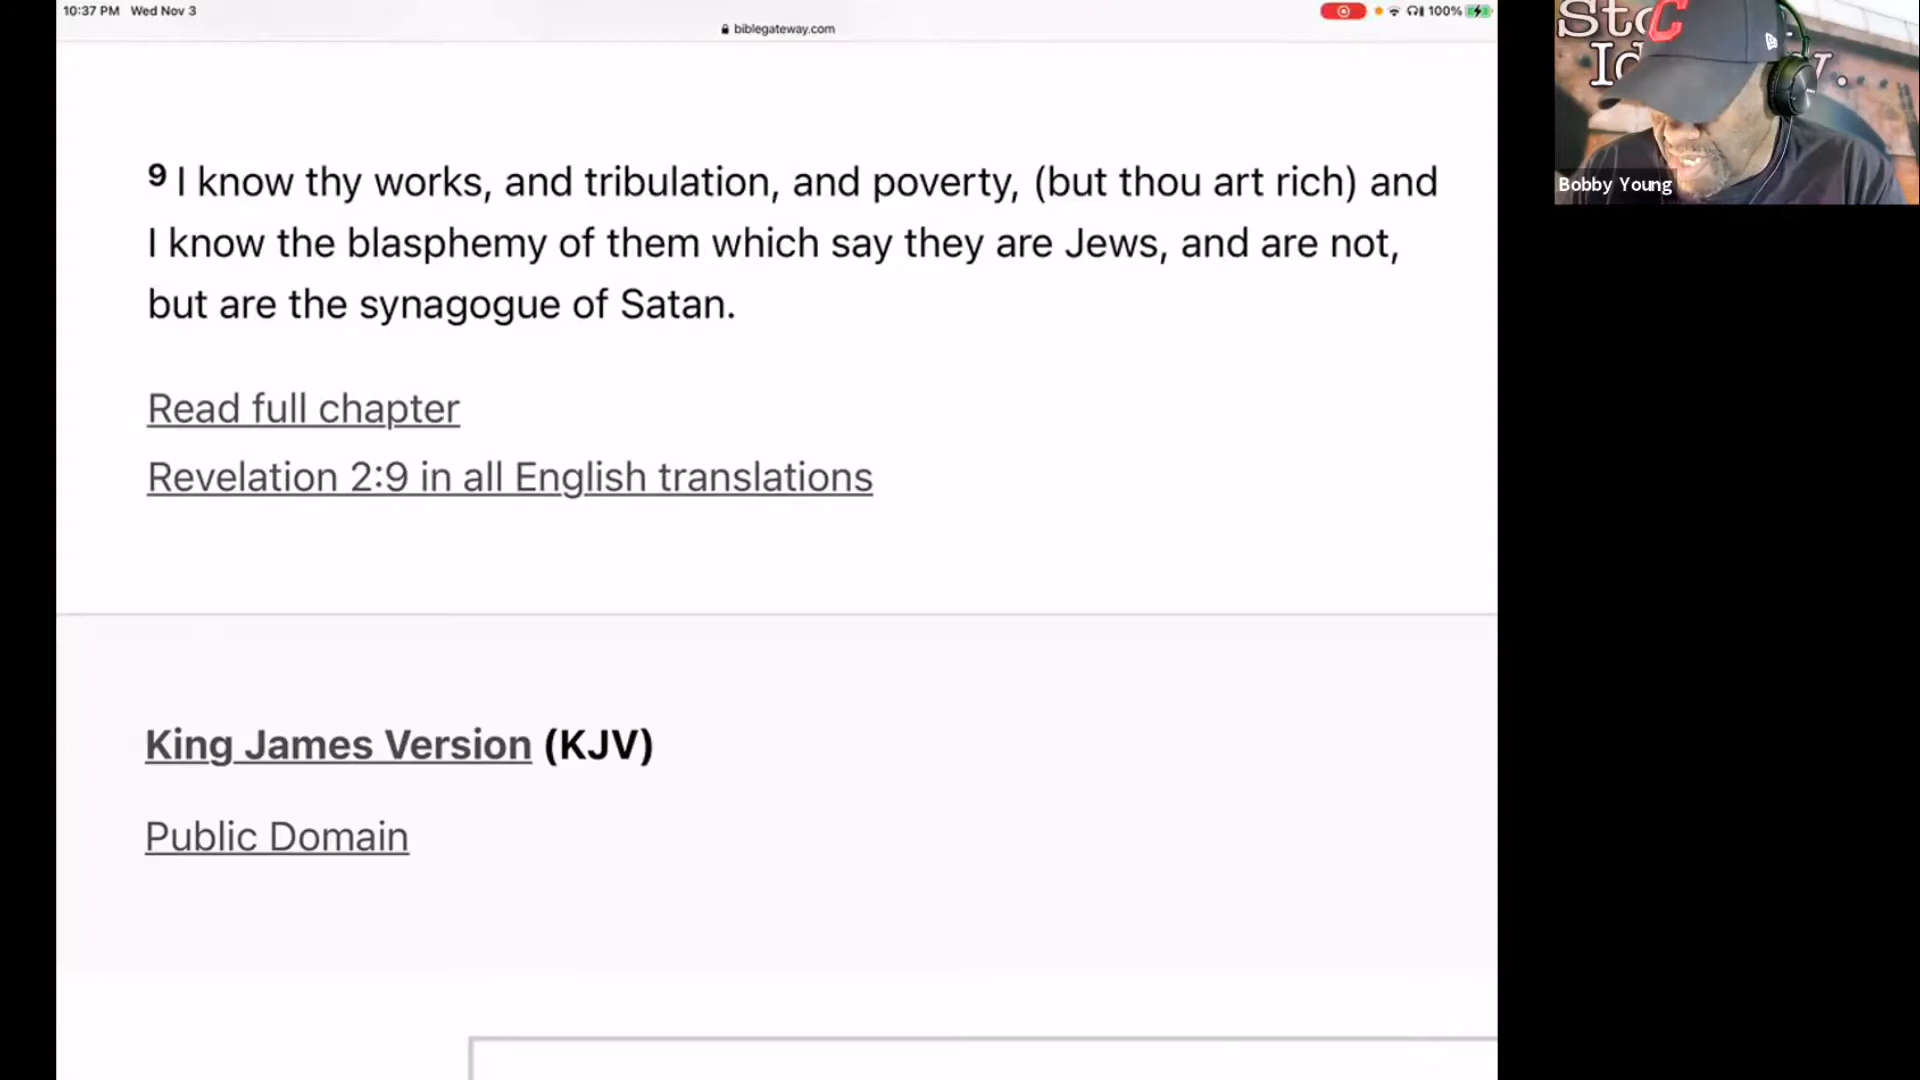 10:37 PM Wed Nov 3
100%
biblegateway.com
9 I know thy works, and tribulation, and poverty, (but thou art rich) and
I know the blasphemy of them which say they are Jews, and are not,
but are the synagogue of Satan.
Read full chapter
Revelation 2:9 in all English translations
King James Version (KJV)
Public Domain
C
Bobby Young